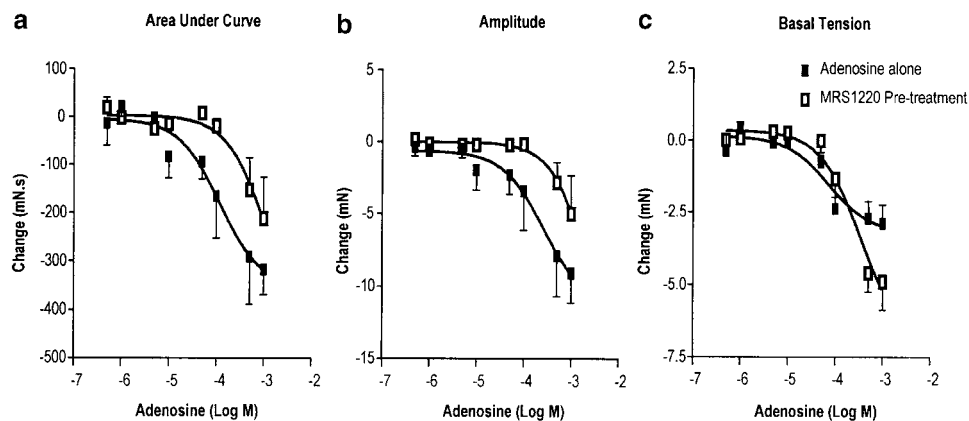 a
Area Under Curve
100
0
-100
-200
-300
-400
-500
Change (mN.s)
-7 -6 -5 -4 -3 -2
Adenosine (Log M)
b
Amplitude
5
0
-5
-10
-15
Change (mN)
-7 -6 -5 -4 -3 -2
Adenosine (Log M)
c
Basal Tension
Adenosine alone
MRS1220 Pre-treatment
2.5
0.0
-2.5
-5.0
-7.5
Change (mN)
-7 -6 -5 -4 -3 -2
Adenosine (Log M)